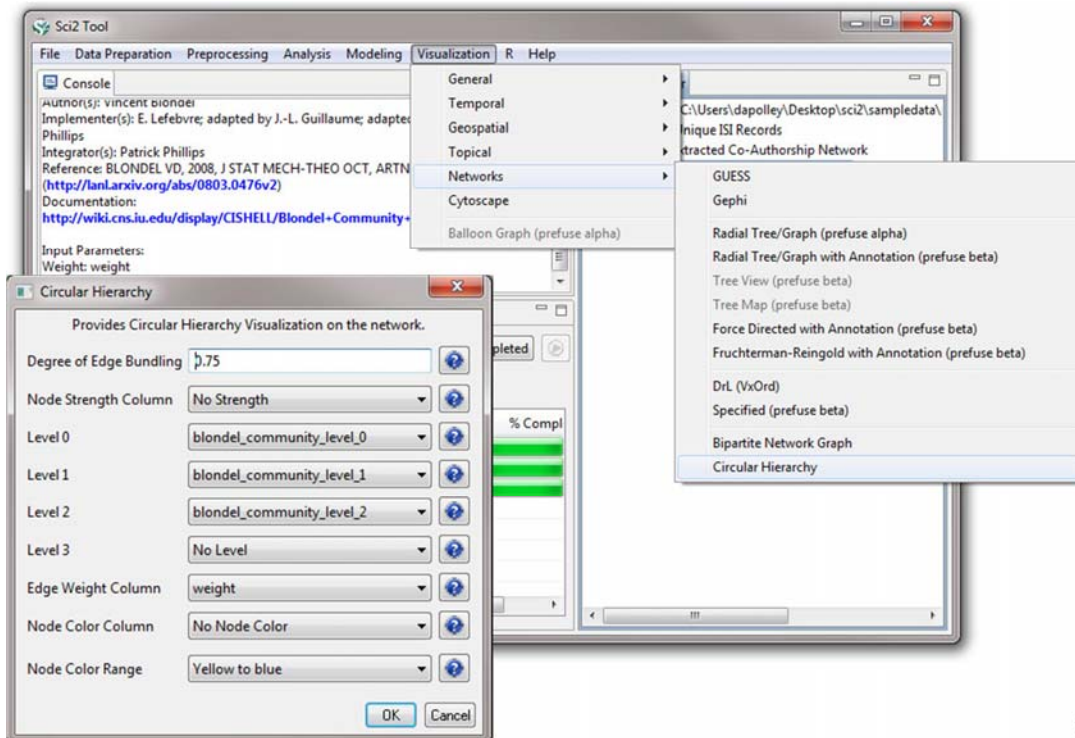 Sci2 Tool
File Data Preparation Preprocessing Analysis Modeling Visualization R Help
Console
Author(s): Vincent Blondel
Implementer(s): E. Lefebvre; adapted by J.-L. Guillaume; adapted
Phillips
Integrator(s): Patrick Phillips
Reference: BLONDEL VD, 2008, J STAT MECH-THEO OCT, ARTN
(http://lanl.arxiv.org/abs/0803.0476v2)
Documentation:
http://wiki.cns.iu.edu/display/CISHELL/Blondel+Community+
Input Parameters:
Weight: weight
General
Temporal
Geospatial
Topical
Networks
Cytoscape
Balloon Graph (prefuse alpha)
C:\Users\dapolley\Desktop\sci2\sampledata\
nique ISI Records
xtracted Co-Authorship Network
GUESS
Gephi
Radial Tree/Graph (prefuse alpha)
Radial Tree/Graph with Annotation (prefuse beta)
Tree View (prefuse beta)
Tree Map (prefuse beta)
Force Directed with Annotation (prefuse beta)
Fruchterman-Reingold with Annotation (prefuse beta)
DrL (VxOrd)
Specified (prefuse beta)
Bipartite Network Graph
Circular Hierarchy
pleted
% Compl
Circular Hierarchy
Provides Circular Hierarchy Visualization on the network.
Degree of Edge Bundling 0.75
Node Strength Column No Strength
Level 0 blondel_community_level_0
Level 1 blondel_community_level_1
Level 2 blondel_community_level_2
Level 3 No Level
Edge Weight Column weight
Node Color Column No Node Color
Node Color Range Yellow to blue
OK Cancel